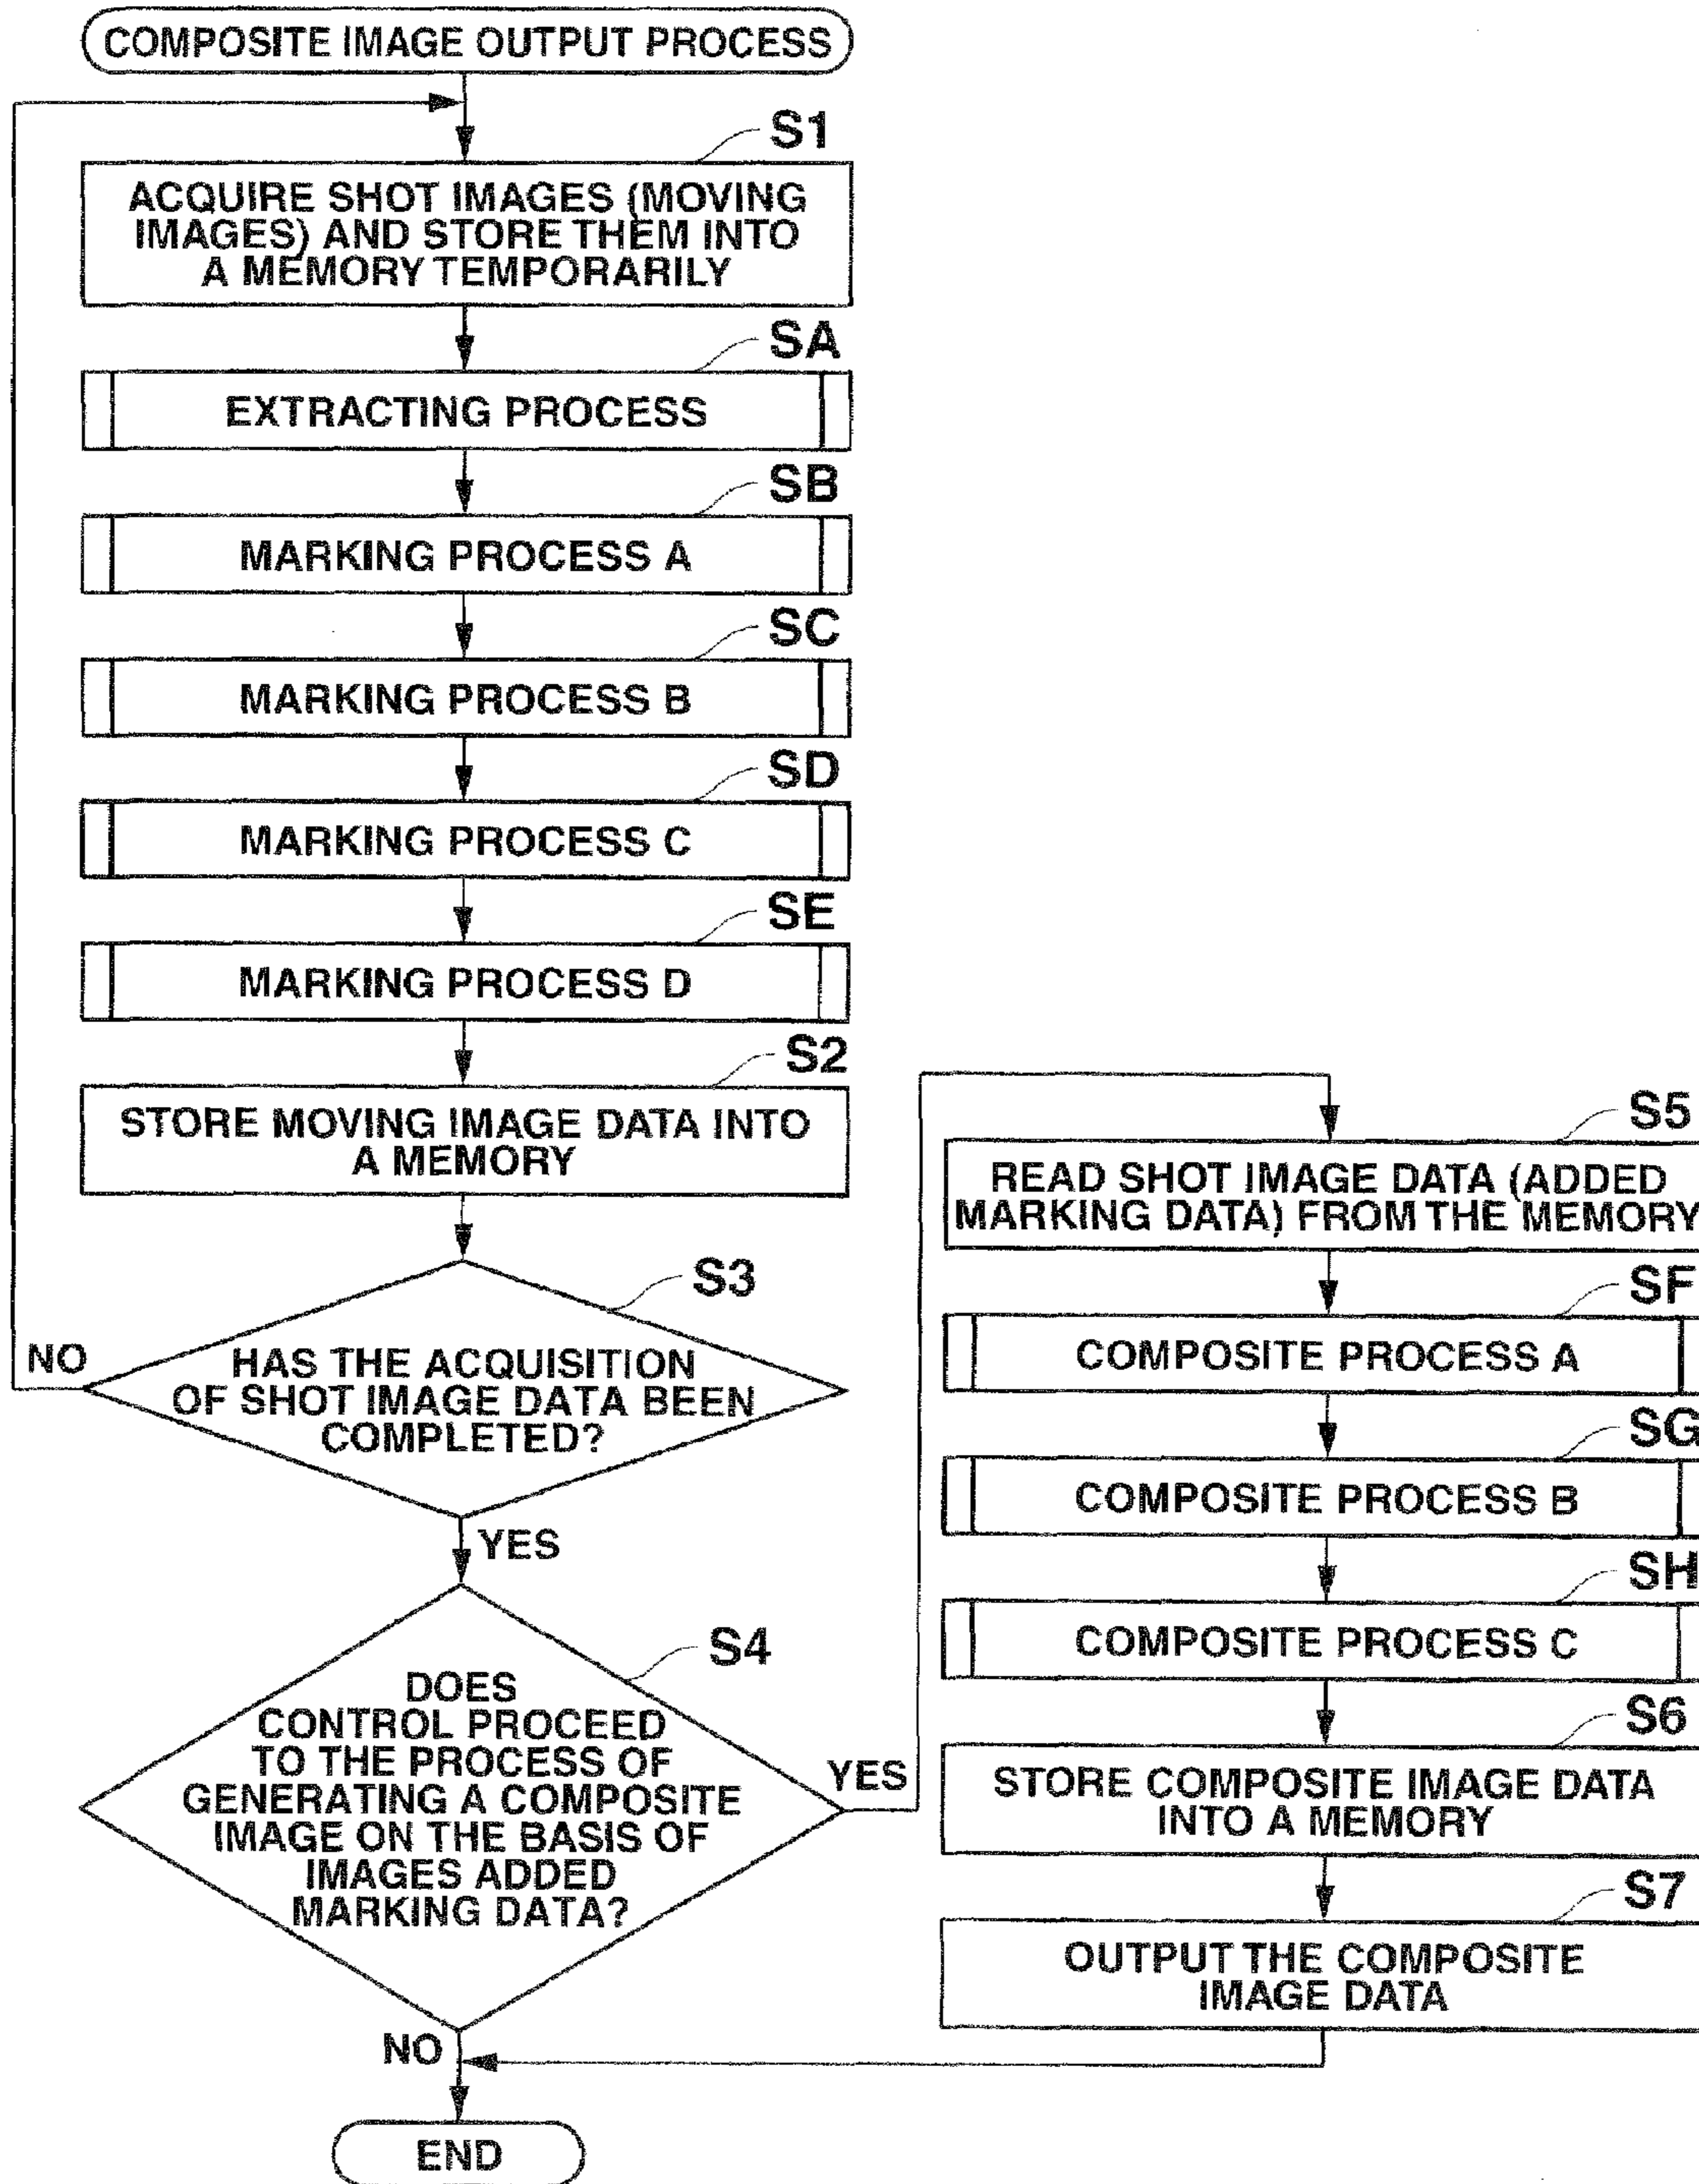 COMPOSITE IMAGE OUTPUT PROCESS
S1
ACQUIRE SHOT IMAGES (MOVING
IMAGES) AND STORE THEM INTO
A MEMORY TEMPORARILY
SA
EXTRACTING PROCESS
SB
MARKING PROCESS A
SC
MARKING PROCESS B
SD
MARKING PROCESS C
SE
MARKING PROCESS D
S2
STORE MOVING IMAGE DATA INTO
A MEMORY
S3
HAS THE ACQUISITION
OF SHOT IMAGE DATA BEEN
COMPLETED?
NO
YES
S4
DOES
CONTROL PROCEED
TO THE PROCESS OF
GENERATING A COMPOSITE
IMAGE ON THE BASIS OF
IMAGES ADDED
MARKING DATA?
YES
NO
S5
READ SHOT IMAGE DATA (ADDED
MARKING DATA) FROM THE MEMORY
SF
COMPOSITE PROCESS A
SG
COMPOSITE PROCESS B
SH
COMPOSITE PROCESS C
S6
STORE COMPOSITE IMAGE DATA
INTO A MEMORY
S7
OUTPUT THE COMPOSITE
IMAGE DATA
END